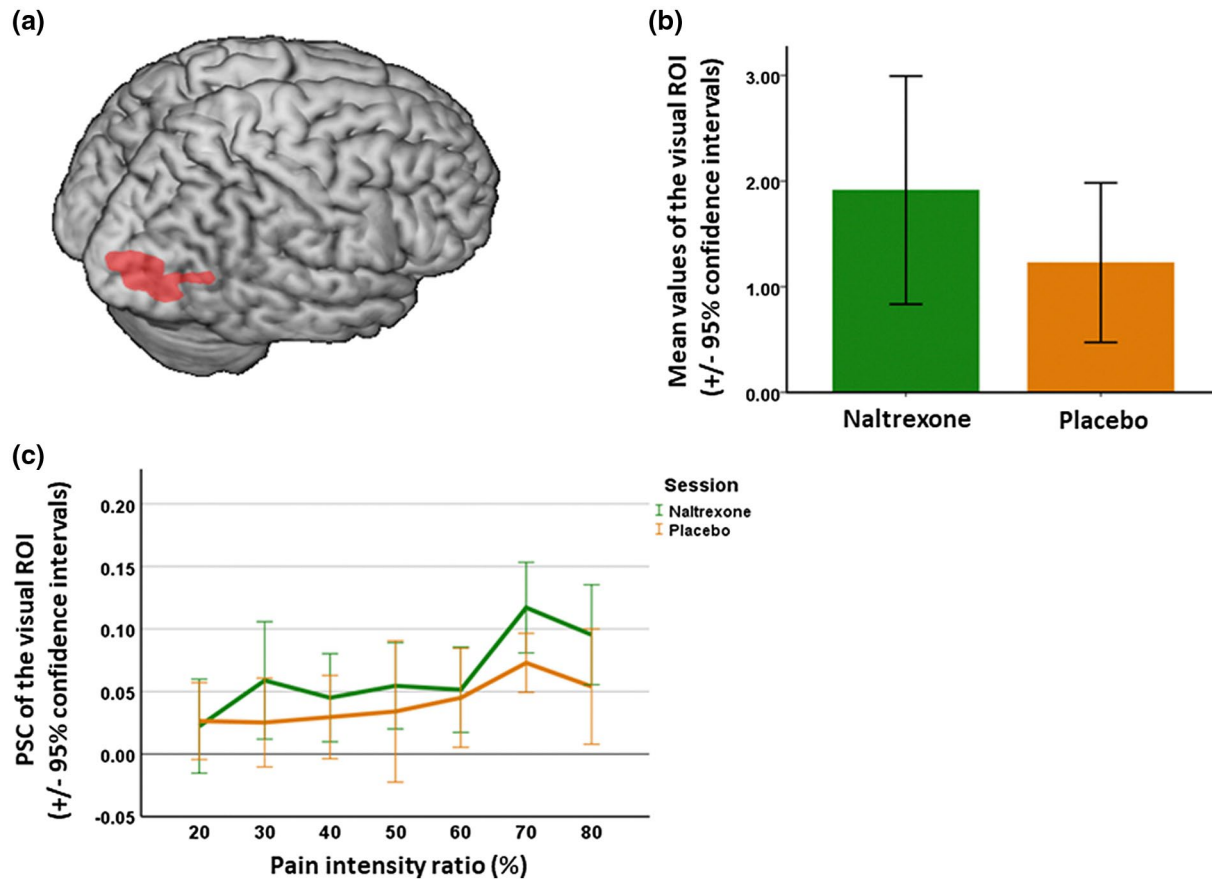 (a)
(b)
Mean values of the visual ROI
(+/- 95% confidence intervals)
3.00
2.00
1.00
0.00
Naltrexone
Placebo
(c)
PSC of the visual ROI
(+/- 95% confidence intervals)
0.20
0.15
0.10
0.05
0.00
-0.05
20 30 40 50 60 70 80
Pain intensity ratio (%)
Session
Naltrexone
Placebo